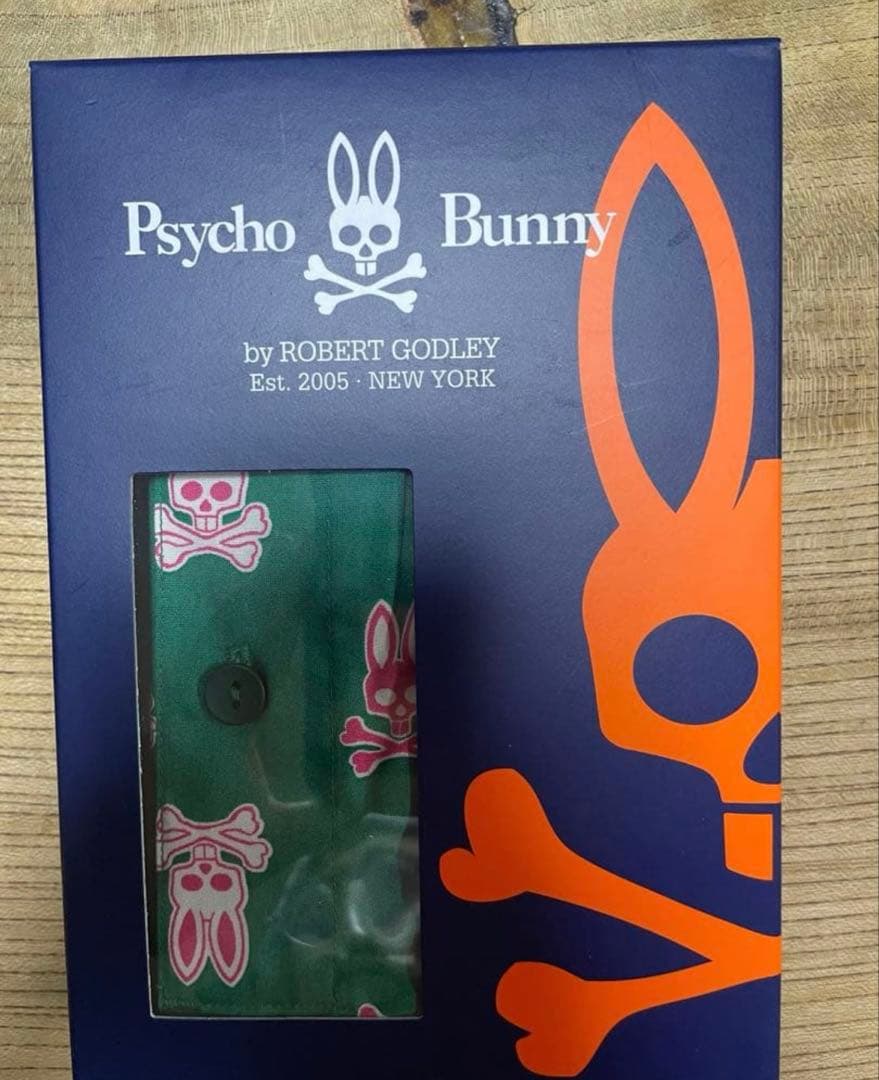 Psycho Bunny
by ROBERT GODLEY
Est. 2005 · NEW YORK